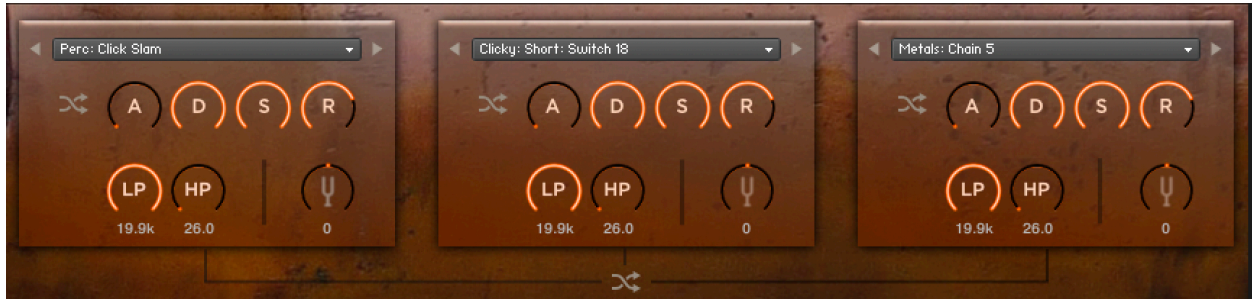 Perc: Click Slam
A D S R
LP HP
19.9k 26.0 0
Clicky: Short: Switch 18
A D S R
LP HP
19.9k 26.0 0
Metals: Chain 5
A D S R
LP HP
19.9k 26.0 0